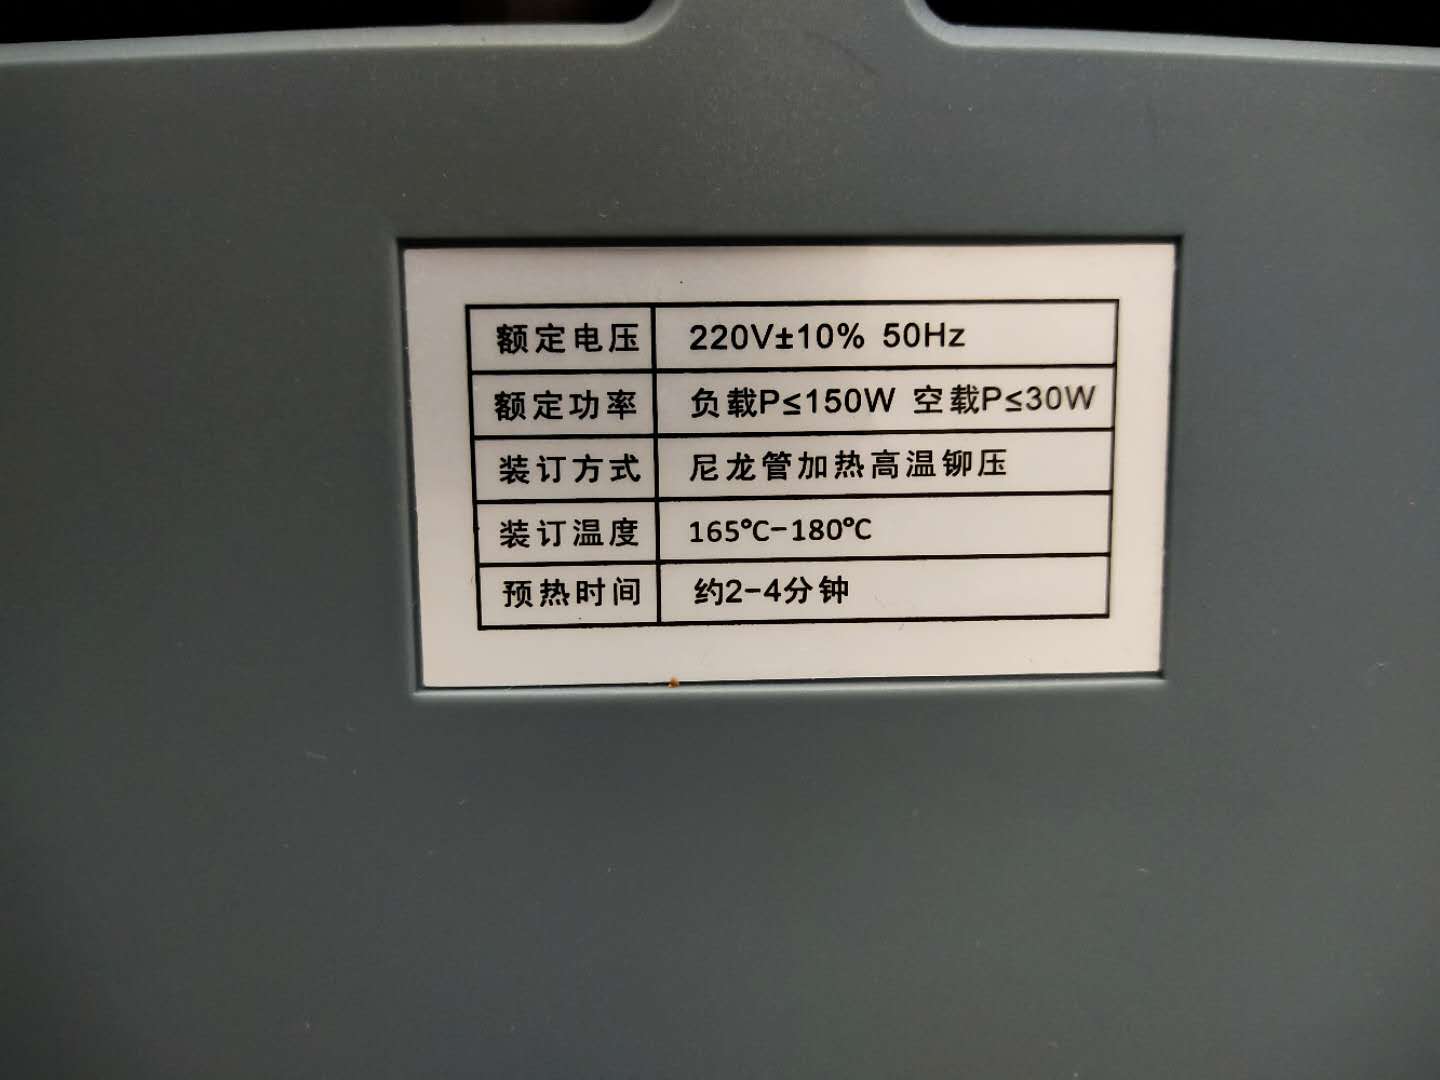 额定电压 220V±10% 50Hz
额定功率 负载P≤150W 空载P≤30W
装订方式 尼龙管加热高温铆压
装订温度 165℃-180℃
预热时间 约2-4分钟